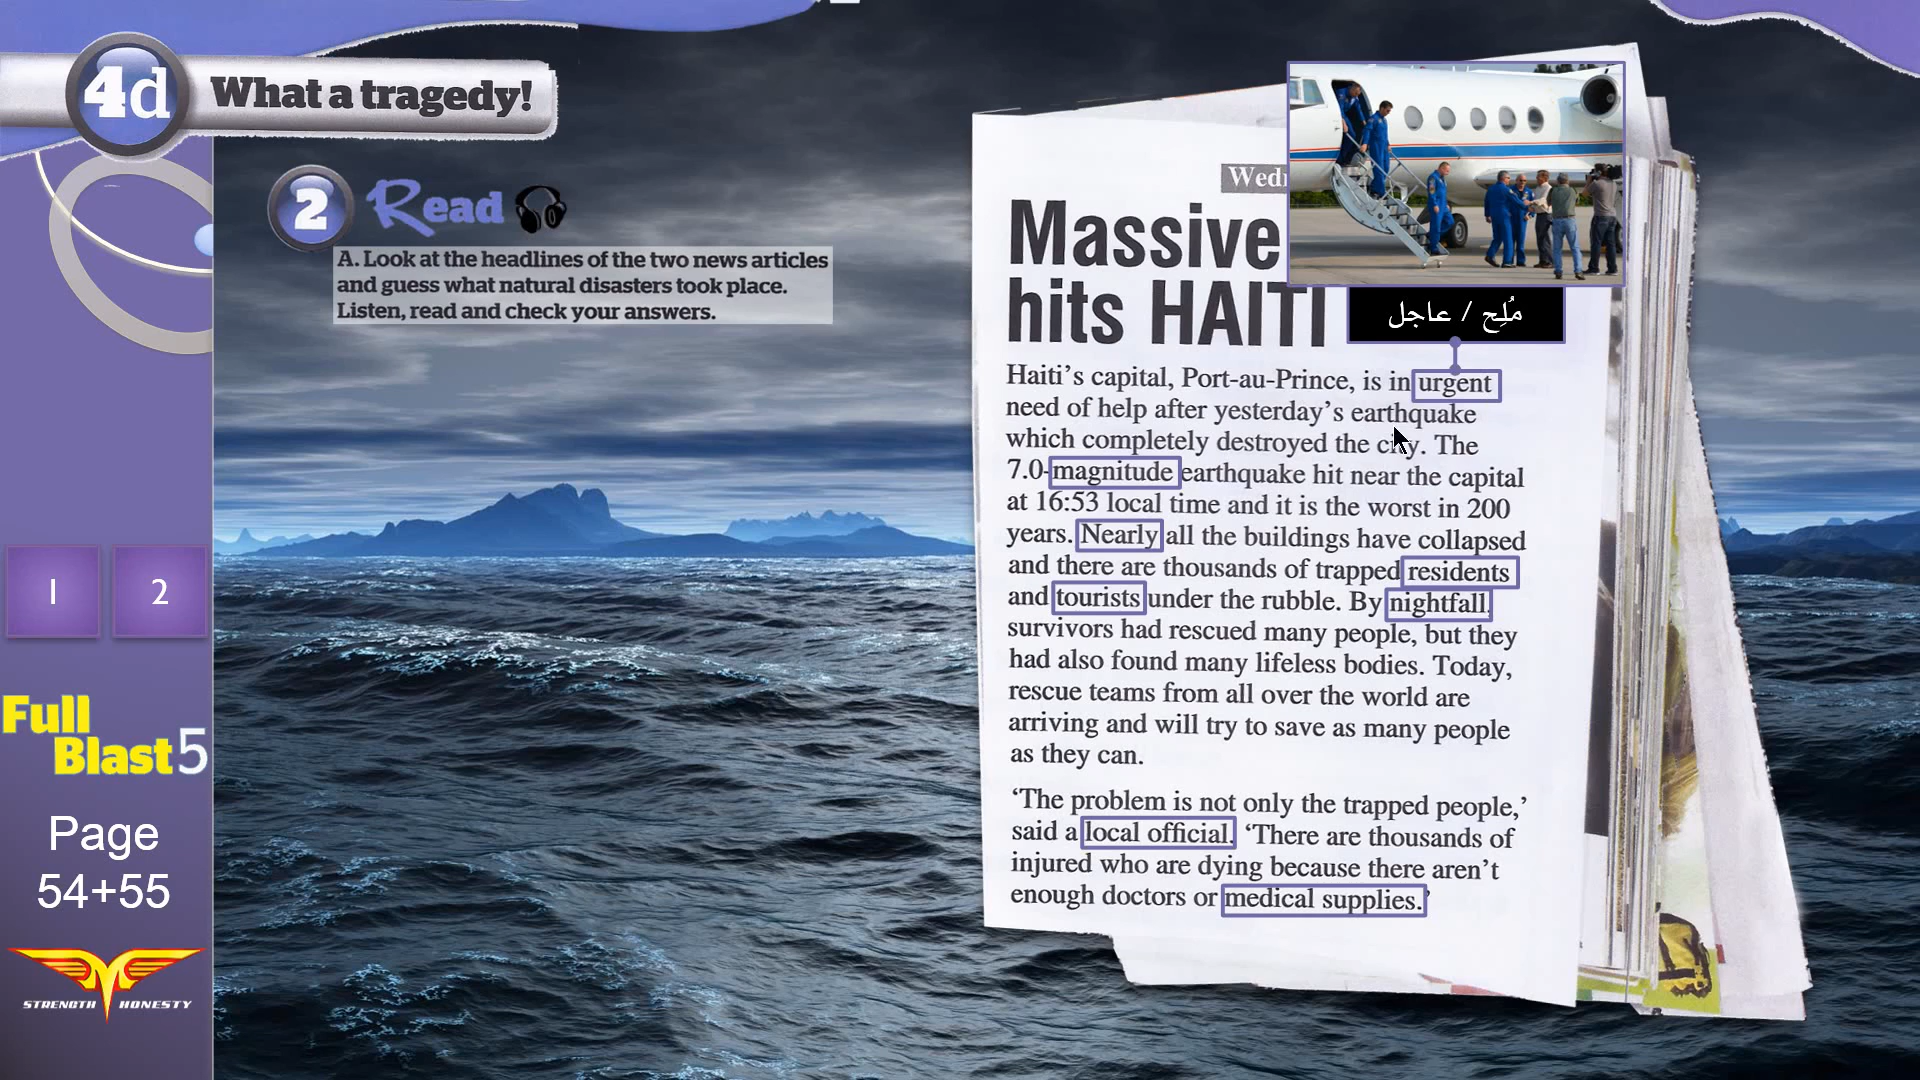 4d What a tragedy!
2 Read
A. Look at the headlines of the two news articles
and guess what natural disasters took place.
Listen, read and check your answers.
Massive
hits HAITI
مُلِح / عاجل
Haiti’s capital, Port-au-Prince, is in urgent
need of help after yesterday’s earthquake
which completely destroyed the city. The
7.0-magnitude earthquake hit near the capital
at 16:53 local time and it is the worst in 200
years. Nearly all the buildings have collapsed
and there are thousands of trapped residents
and tourists under the rubble. By nightfall,
survivors had rescued many people, but they
had also found many lifeless bodies. Today,
rescue teams from all over the world are
arriving and will try to save as many people
as they can.
‘The problem is not only the trapped people,’
said a local official. ‘There are thousands of
injured who are dying because there aren’t
enough doctors or medical supplies.’
1 2
Full
Blast 5
Page
54+55
STRENGTH HONESTY